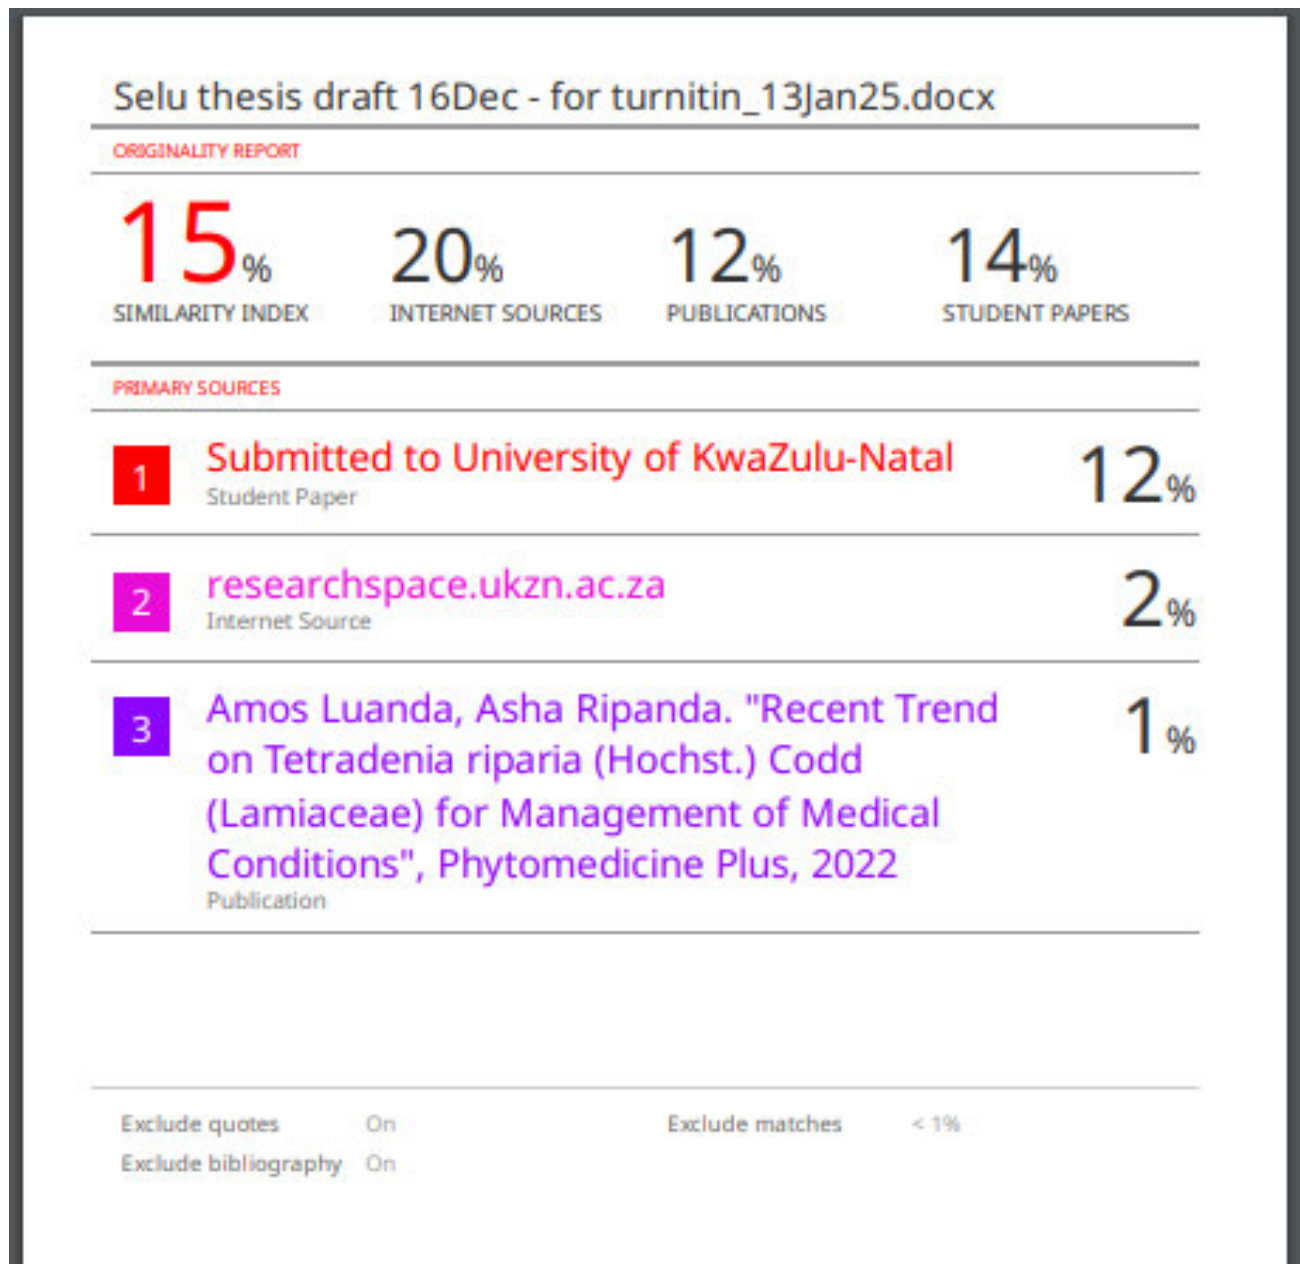 Selu thesis draft 16Dec - for turnitin_13Jan25.docx
ORIGINALITY REPORT
15% 20% 12% 14%
SIMILARITY INDEX INTERNET SOURCES PUBLICATIONS STUDENT PAPERS
PRIMARY SOURCES
1 Submitted to University of KwaZulu-Natal 12%
Student Paper
2 researchspace.ukzn.ac.za 2%
Internet Source
3 Amos Luanda, Asha Ripanda. "Recent Trend 1%
on Tetradenia riparia (Hochst.) Codd
(Lamiaceae) for Management of Medical
Conditions", Phytomedicine Plus, 2022
Publication
Exclude quotes On Exclude matches < 1%
Exclude bibliography On